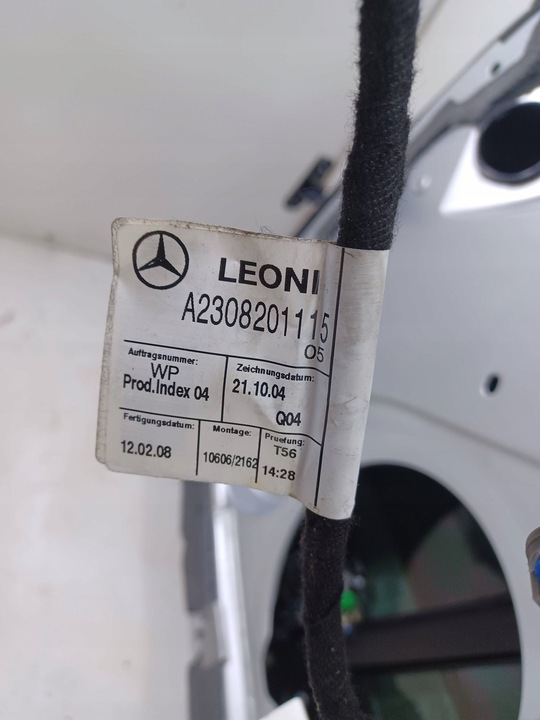 LEONI
A2308201115
05
Auftragsnummer:
WP
Prod.Index 04
Zeichnungsdatum:
21.10.04
Q04
Fertigungsdatum:
12.02.08
Montage:
10606/2162
Pruefung:
T56
14:28